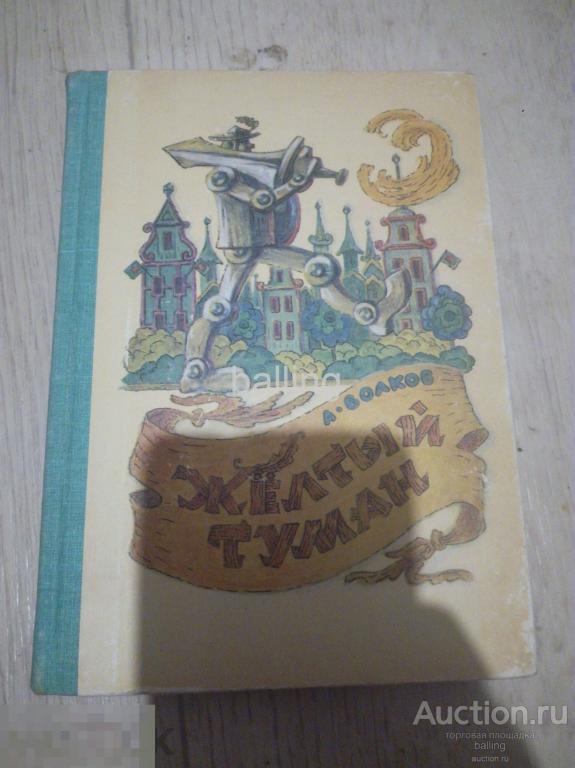 balling
А. ВОЛКОВ
ЖЁЛТЫЙ
ТУМАН
Auction.ru
торговая площадка
balling
auction.ru